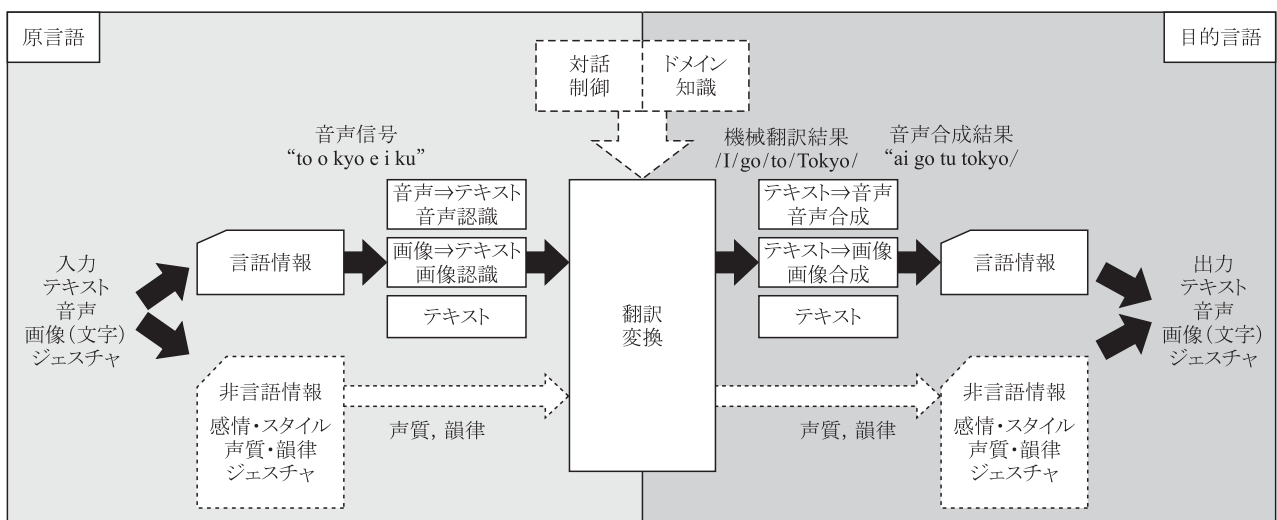 原言語
目的言語
対話
制御
ドメイン
知識
音声信号
“to o kyo e i ku”
機械翻訳結果
/I/go/to/Tokyo/
音声合成結果
“ai go tu tokyo/
音声⇒テキスト
音声認識
画像⇒テキスト
画像認識
テキスト
テキスト⇒音声
音声合成
テキスト⇒画像
画像合成
テキスト
入力
テキスト
音声
画像(文字)
ジェスチャ
言語情報
翻訳
変換
言語情報
出力
テキスト
音声
画像(文字)
ジェスチャ
非言語情報
感情・スタイル
声質・韻律
ジェスチャ
声質, 韻律
声質, 韻律
非言語情報
感情・スタイル
声質・韻律
ジェスチャ